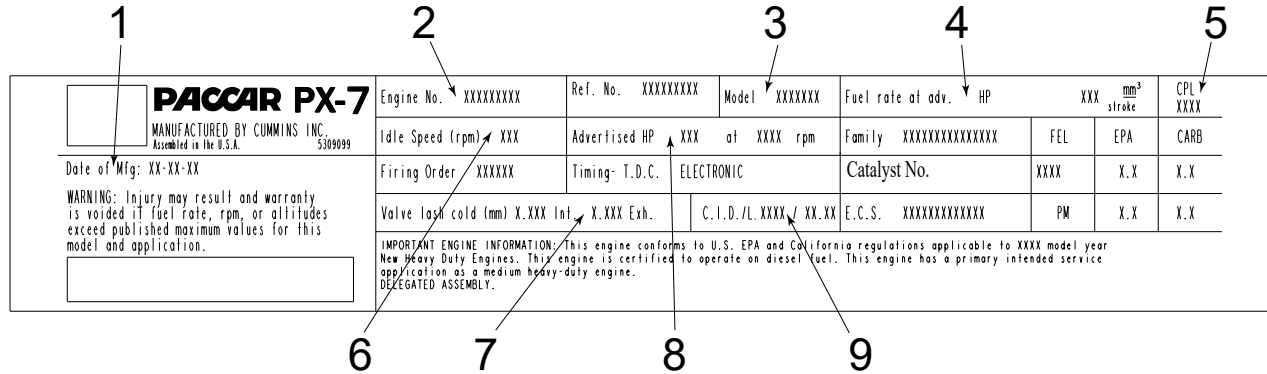 1 2 3 4 5
PACCAR PX-7
MANUFACTURED BY CUMMINS INC.
Assembled in the U.S.A. 5309099
Date of Mfg: XX-XX-XX
WARNING: Injury may result and warranty
is voided if fuel rate, rpm, or altitudes
exceed published maximum values for this
model and application.
Engine No. XXXXXXXXX Ref. No. XXXXXXXXX Model XXXXXXX Fuel rate at adv. HP XXX mm³ stroke CPL XXXX
Idle Speed (rpm) XXX Advertised HP XXX at XXXX rpm Family XXXXXXXXXXXXXXX FEL EPA CARB
Firing Order XXXXXX Timing- T.D.C. ELECTRONIC Catalyst No. XXXX X.X X.X
Valve lash cold (mm) X.XXX Int. X.XXX Exh. C.I.D./L. XXXX / XX.XX E.C.S. XXXXXXXXXXXXX PM X.X X.X
IMPORTANT ENGINE INFORMATION: This engine conforms to U.S. EPA and California regulations applicable to XXXX model year
New Heavy Duty Engines. This engine is certified to operate on diesel fuel. This engine has a primary intended service
application as a medium heavy-duty engine.
DELEGATED ASSEMBLY.
6 7 8 9